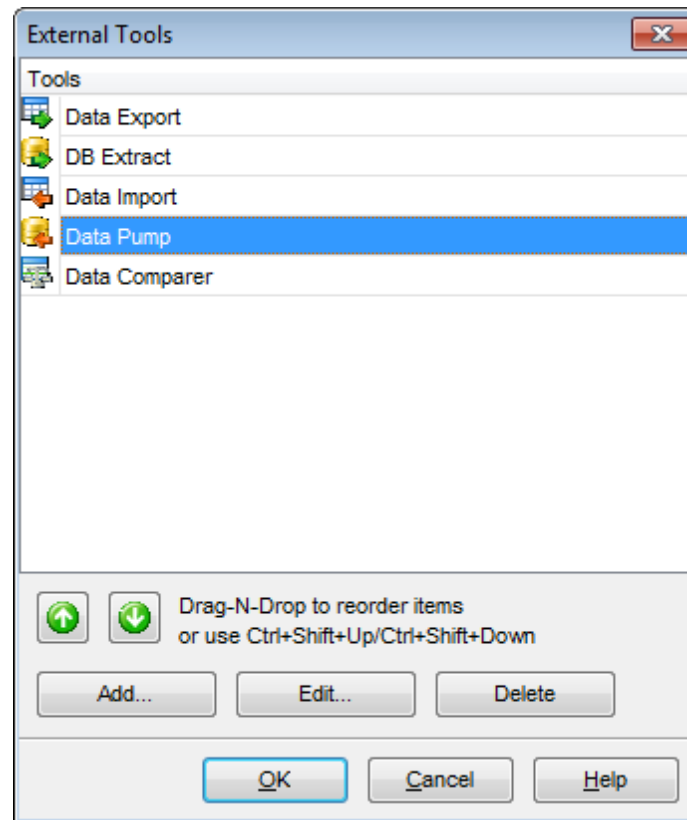 External Tools
Tools
Data Export
DB Extract
Data Import
Data Pump
Data Comparer
Drag-N-Drop to reorder items
or use Ctrl+Shift+Up/Ctrl+Shift+Down
Add... Edit... Delete
OK Cancel Help